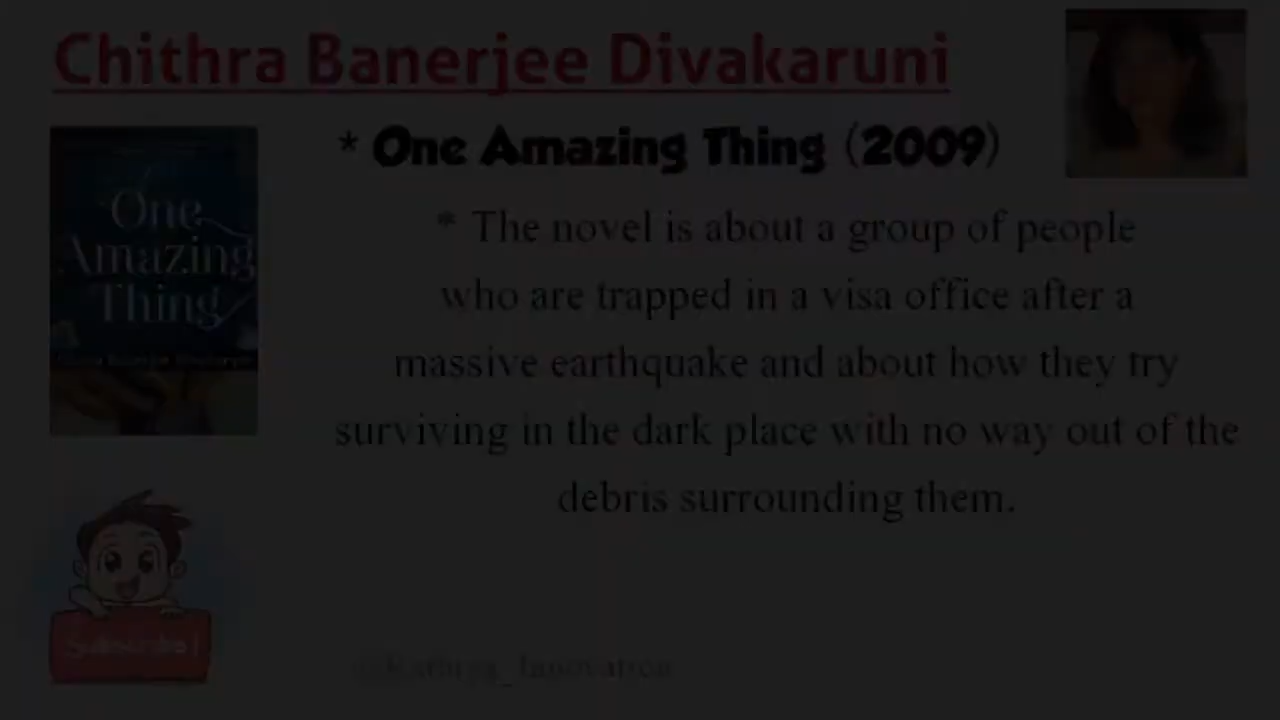 Chithra Banerjee Divakaruni
* One Amazing Thing (2009)
* The novel is about a group of people
who are trapped in a visa office after a
massive earthquake and about how they try
surviving in the dark place with no way out of the
debris surrounding them.
One
Amazing
Thing
Subscribe